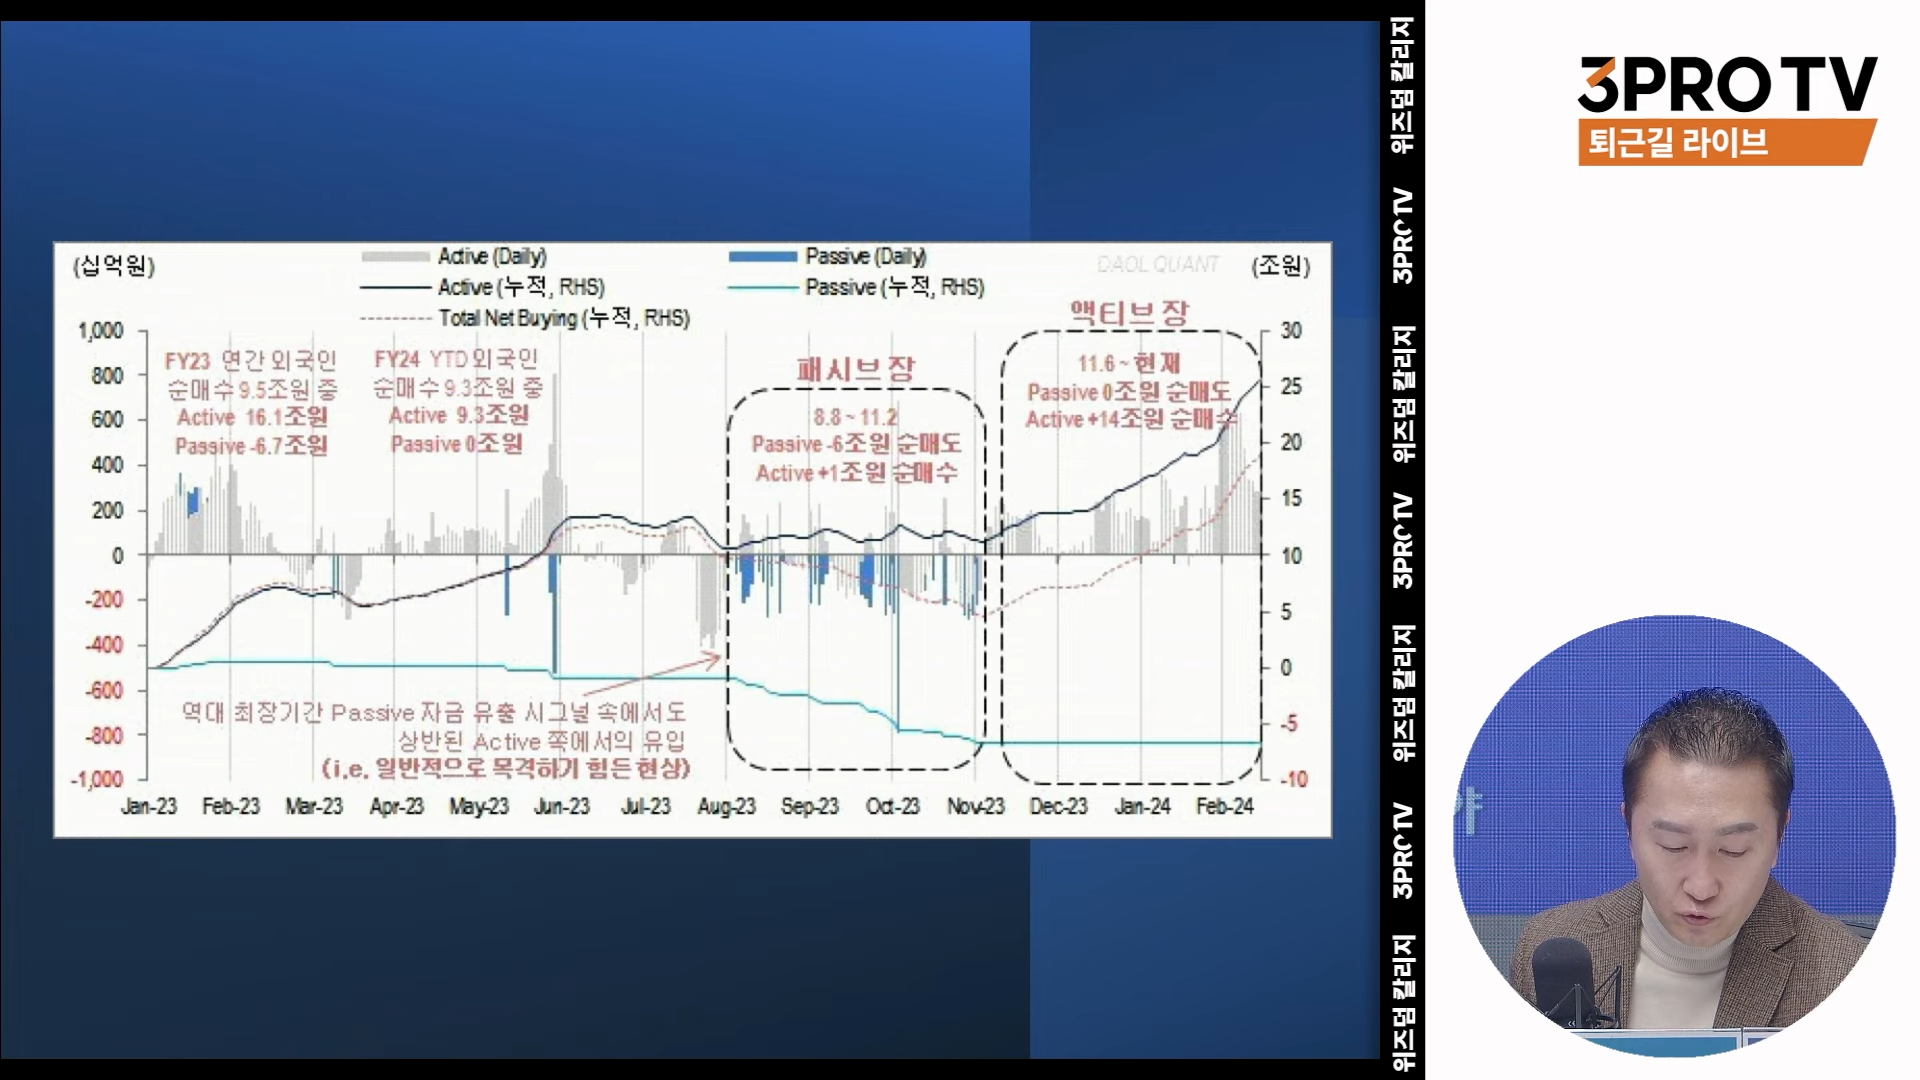 (십억원)
Active (Daily)
Passive (Daily)
DAOL QUANT
(조원)
Active (누적, RHS)
Passive (누적, RHS)
Total Net Buying (누적, RHS)
액티브 장
패시브 장
FY23 연간 외국인
순매수 9.5조원 중
Active 16.1조원
Passive -6.7조원
FY24 YTD 외국인
순매수 9.3조원 중
Active 9.3조원
Passive 0조원
8.8 ~ 11.2
Passive -6조원 순매도
Active +1조원 순매수
11.6 ~ 현재
Passive 0조원 순매도
Active +14조원 순매수
역대 최장기간 Passive 자금 유출 시그널 속에서도
상반된 Active 쪽에서의 유입
(i.e. 일반적으로 목격하기 힘든 현상)
1,000
800
600
400
200
0
-200
-400
-600
-800
-1,000
30
25
20
15
10
5
0
-5
-10
Jan-23 Feb-23 Mar-23 Apr-23 May-23 Jun-23 Jul-23 Aug-23 Sep-23 Oct-23 Nov-23 Dec-23 Jan-24 Feb-24
위즈덤 칼리지
3PROTV
위즈덤 칼리지
3PROTV
위즈덤 칼리지
3PROTV
위즈덤 칼리지
3PROTV
퇴근길 라이브